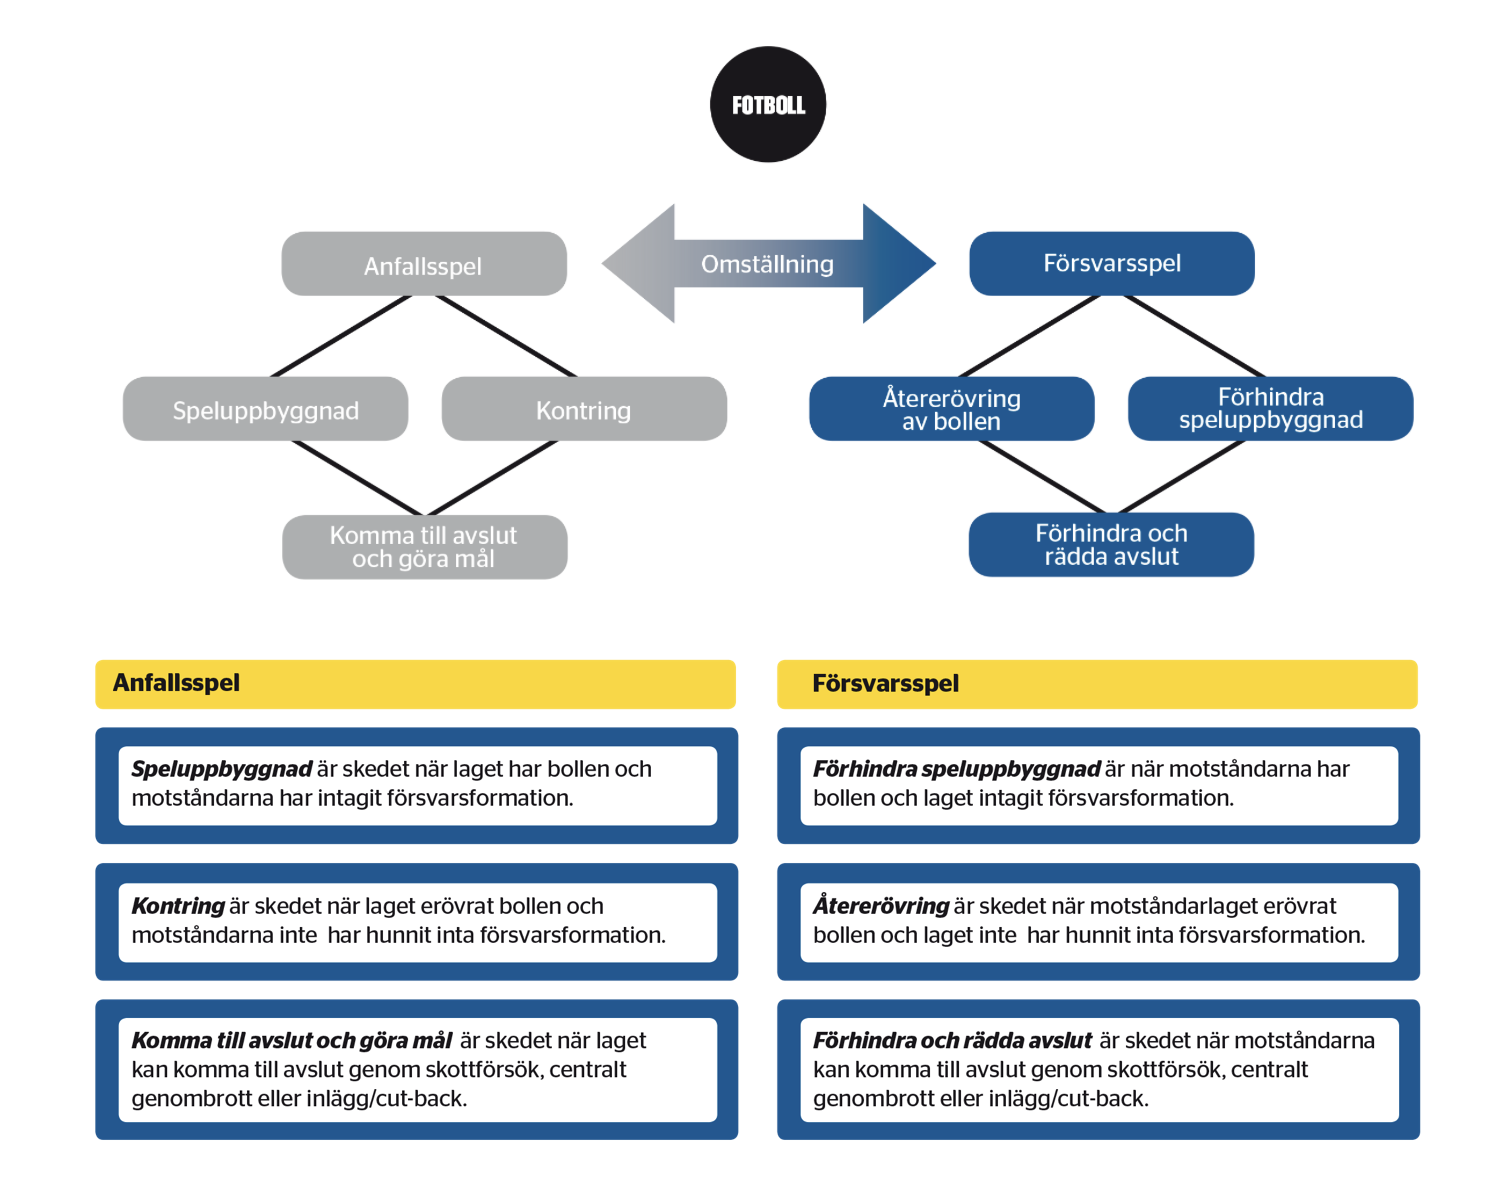 FOTBOLL
Anfallsspel
Omställning
Försvarsspel
Speluppbyggnad
Kontring
Återerövring
av bollen
Förhindra
speluppbyggnad
Komma till avslut
och göra mål
Förhindra och
rädda avslut
Anfallsspel
Speluppbyggnad är skedet när laget har bollen och
motståndarna har intagit försvarsformation.
Kontring är skedet när laget erövrat bollen och
motståndarna inte  har hunnit inta försvarsformation.
Komma till avslut och göra mål  är skedet när laget
kan komma till avslut genom skottförsök, centralt
genombrott eller inlägg/cut-back.
Försvarsspel
Förhindra speluppbyggnad är när motståndarna har
bollen och laget intagit försvarsformation.
Återerövring är skedet när motståndarlaget erövrat
bollen och laget inte  har hunnit inta försvarsformation.
Förhindra och rädda avslut  är skedet när motståndarna
kan komma till avslut genom skottförsök, centralt
genombrott eller inlägg/cut-back.